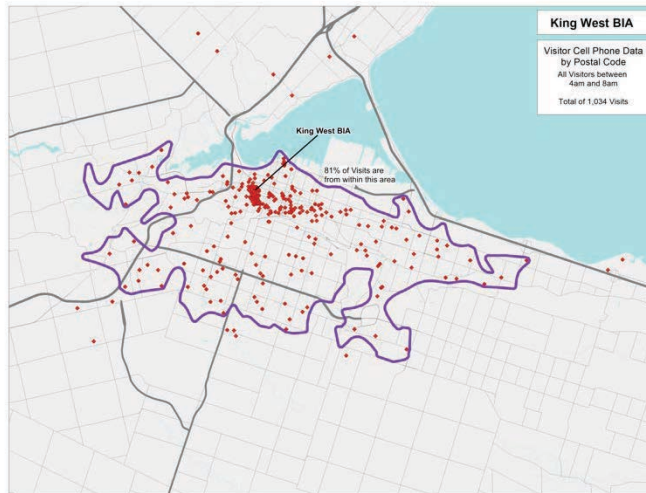 King West BIA
Visitor Cell Phone Data
by Postal Code
All Visitors between
4am and 8am
Total of 1,034 Visits
King West BIA
81% of Visits are
from within this area